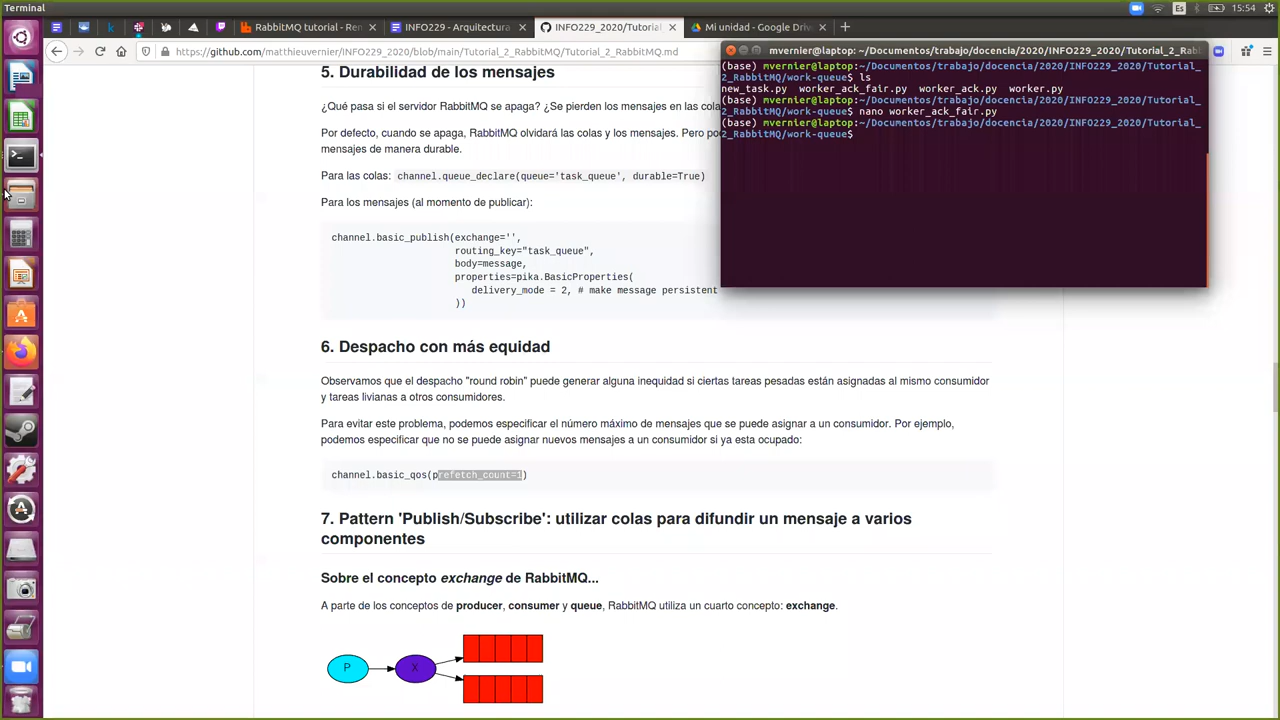 Terminal
Es
15:54
RabbitMQ tutorial - Ren
INFO229 - Arquitectura
INFO229_2020/Tutorial
Mi unidad - Google Driv
https://github.com/matthieuvernier/INFO229_2020/blob/main/Tutorial_2_RabbitMQ/Tutorial_2_RabbitMQ.md
mvernier@laptop: ~/Documentos/trabajo/docencia/2020/INFO229_2020/Tutorial_2_Rab
(base) mvernier@laptop:~/Documentos/trabajo/docencia/2020/INFO229_2020/Tutorial_
2_RabbitMQ/work-queue$ ls
new_task.py worker_ack_fair.py worker_ack.py worker.py
(base) mvernier@laptop:~/Documentos/trabajo/docencia/2020/INFO229_2020/Tutorial_
2_RabbitMQ/work-queue$ nano worker_ack_fair.py
(base) mvernier@laptop:~/Documentos/trabajo/docencia/2020/INFO229_2020/Tutorial_
2_RabbitMQ/work-queue$
5. Durabilidad de los mensajes
¿Qué pasa si el servidor RabbitMQ se apaga? ¿Se pierden los mensajes en las cola
Por defecto, cuando se apaga, RabbitMQ olvidará las colas y los mensajes. Pero po
mensajes de manera durable.
Para las colas: channel.queue_declare(queue='task_queue', durable=True)
Para los mensajes (al momento de publicar):
channel.basic_publish(exchange='',
routing_key="task_queue",
body=message,
properties=pika.BasicProperties(
delivery_mode = 2, # make message persistent
))
6. Despacho con más equidad
Observamos que el despacho "round robin" puede generar alguna inequidad si ciertas tareas pesadas están asignadas al mismo consumidor
y tareas livianas a otros consumidores.
Para evitar este problema, podemos especificar el número máximo de mensajes que se puede asignar a un consumidor. Por ejemplo,
podemos especificar que no se puede asignar nuevos mensajes a un consumidor si ya esta ocupado:
channel.basic_qos(prefetch_count=1)
7. Pattern 'Publish/Subscribe': utilizar colas para difundir un mensaje a varios
componentes
Sobre el concepto exchange de RabbitMQ...
A parte de los conceptos de producer, consumer y queue, RabbitMQ utiliza un cuarto concepto: exchange.
P
X